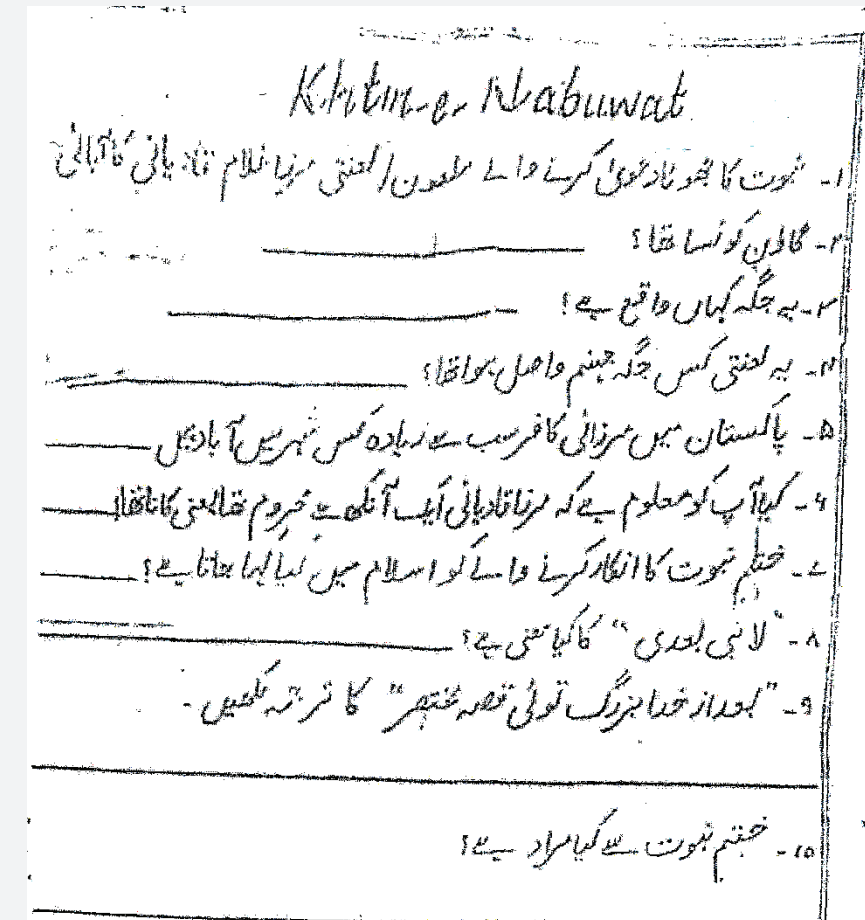 Khtm-e-Nabuwat
۱۔ نبوت کا جھوٹا دعویٰ کرنے والے ملعون / لعنتی مرزا غلام قادیانی کا آبائی
۲۔ گاؤں کونسا تھا؟
۳۔ یہ جگہ کہاں واقع ہے؟
۴۔ یہ لعنتی کس جگہ جہنم واصل ہوا تھا؟
۵۔ پاکستان میں مرزائی کافر سب سے زیادہ کس شہر میں آباد ہیں
۶۔ کیا آپ کو معلوم ہے کہ مرزا قادیانی ایک آنکھ سے محروم تھا یعنی کانا تھا
۷۔ ختم نبوت کا انکار کرنے والے کو اسلام میں کیا کہا جاتا ہے؟
۸۔ "لا نبی بعدی" کا کیا معنی ہے؟
۹۔ "بعد از خدا بزرگ توئی قصہ مختصر" کا ترجمہ لکھیں۔
۱۰۔ ختم نبوت سے کیا مراد ہے؟